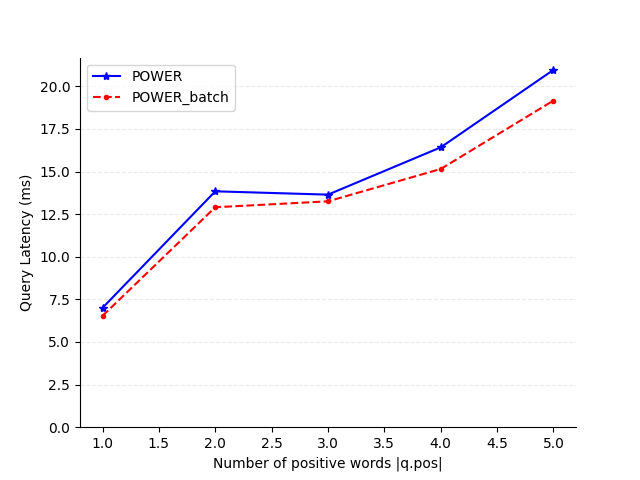 POWER
POWER_batch
20.0
17.5
15.0
12.5
10.0
7.5
5.0
2.5
0.0
Query Latency (ms)
1.0 1.5 2.0 2.5 3.0 3.5 4.0 4.5 5.0
Number of positive words |q.pos|